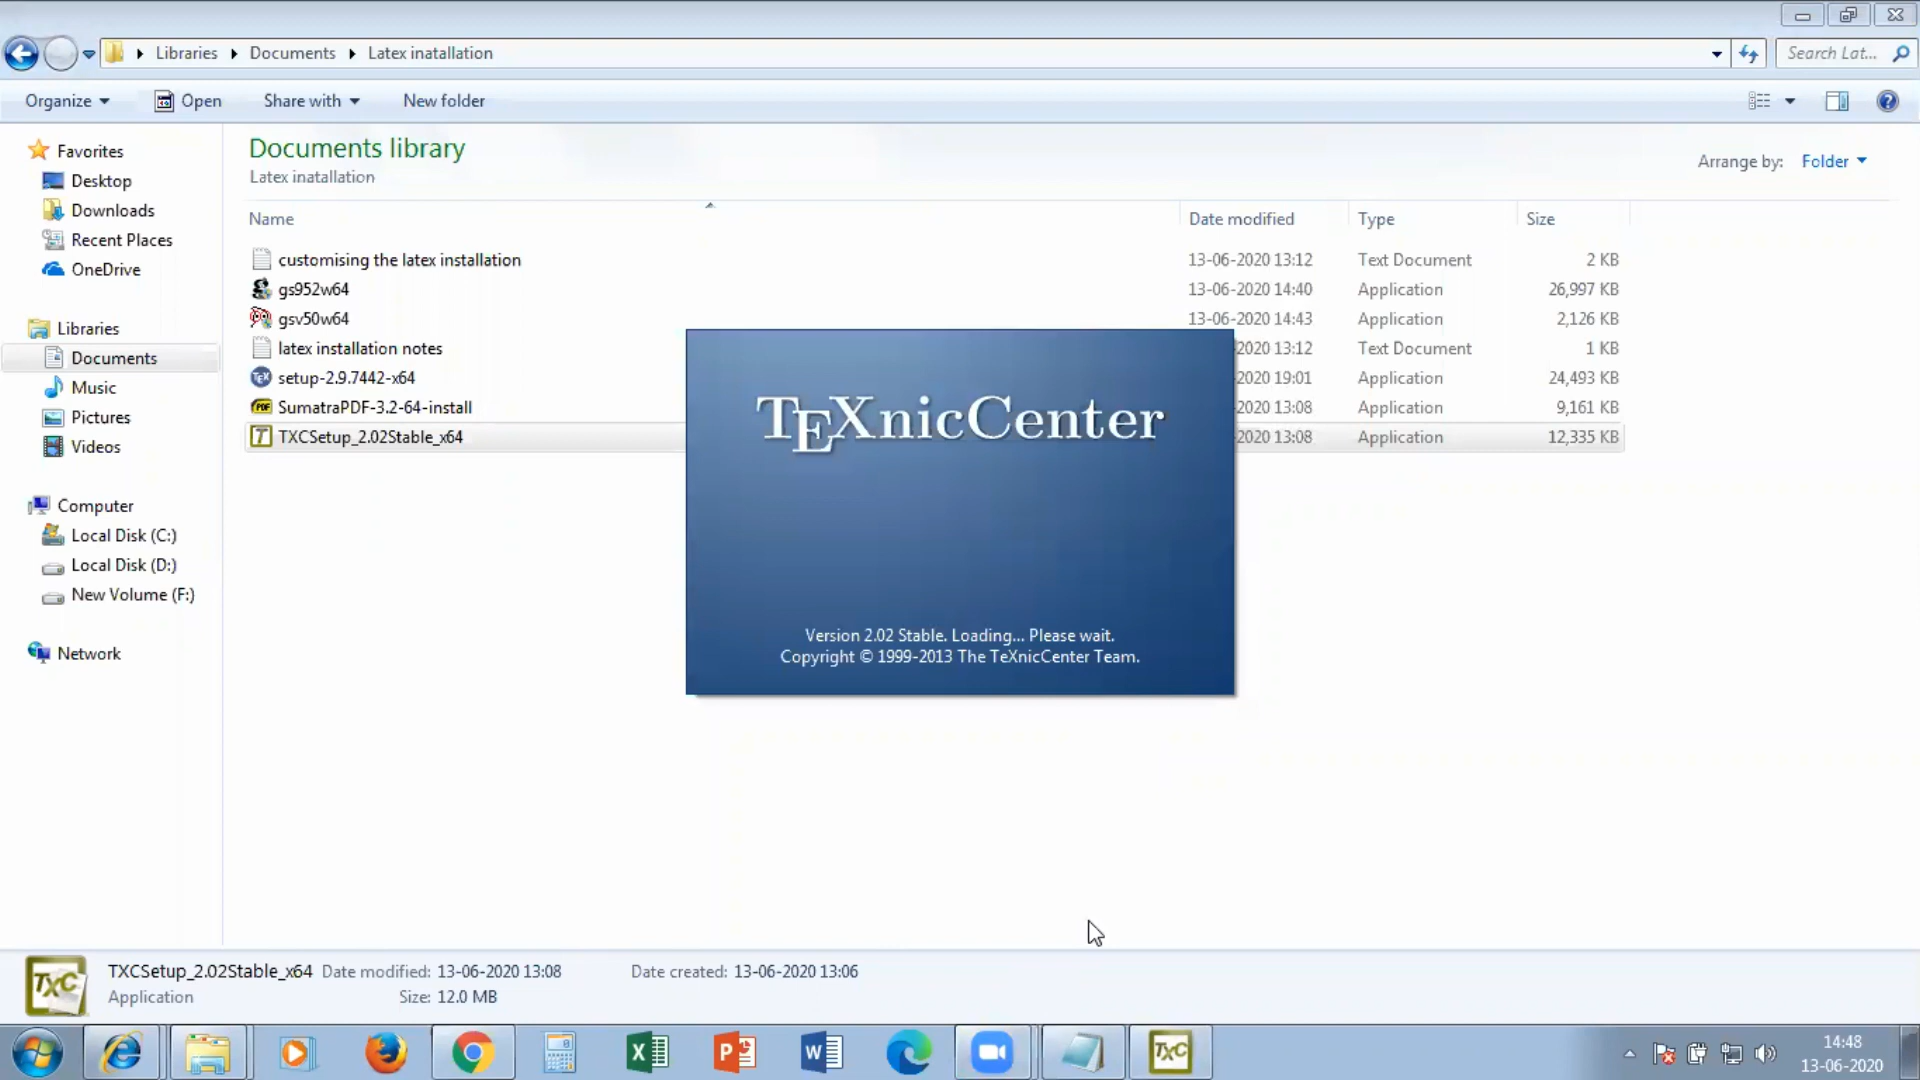 Libraries Documents Latex inatallation
Search Lat...
Organize Open Share with New folder
Favorites
Desktop
Downloads
Recent Places
OneDrive
Libraries
Documents
Music
Pictures
Videos
Computer
Local Disk (C:)
Local Disk (D:)
New Volume (F:)
Network
Documents library
Latex inatallation
Arrange by: Folder
Name Date modified Type Size
customising the latex installation 13-06-2020 13:12 Text Document 2 KB
gs952w64 13-06-2020 14:40 Application 26,997 KB
gsv50w64 13-06-2020 14:43 Application 2,126 KB
latex installation notes 2020 13:12 Text Document 1 KB
setup-2.9.7442-x64 2020 19:01 Application 24,493 KB
SumatraPDF-3.2-64-install 2020 13:08 Application 9,161 KB
TXCSetup_2.02Stable_x64 2020 13:08 Application 12,335 KB
TEXnicCenter
Version 2.02 Stable. Loading... Please wait.
Copyright © 1999-2013 The TeXnicCenter Team.
TXC
TXCSetup_2.02Stable_x64 Date modified: 13-06-2020 13:08 Date created: 13-06-2020 13:06
Application Size: 12.0 MB
TXC
14:48
13-06-2020